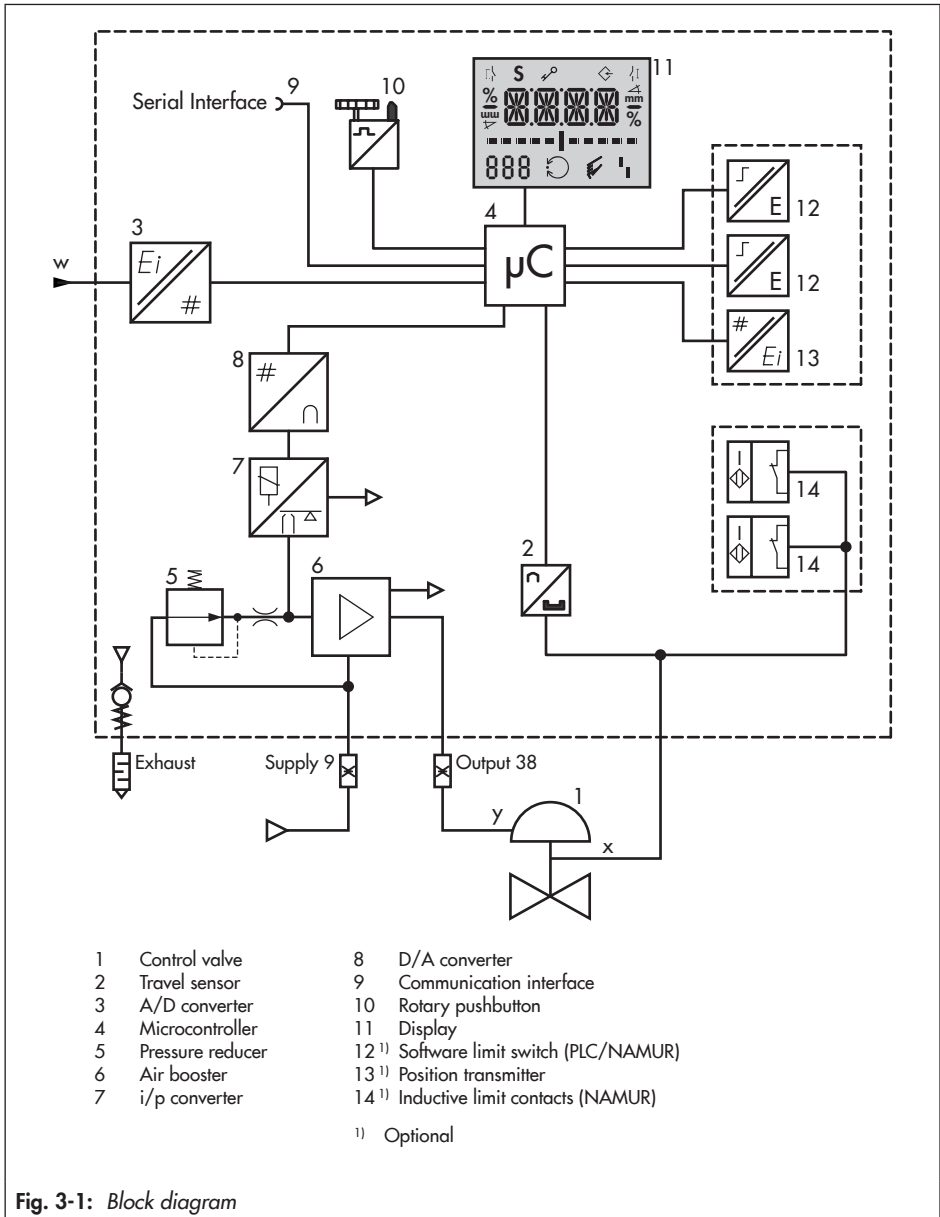 11
9
10
Serial Interface
S
%
mm
mm
%
888
4
µC
3
w
Ei
#
E 12
E 12
#
Ei 13
8
#
7
14
14
2
5
6
Exhaust
Supply 9
Output 38
1
y
x
1 Control valve
2 Travel sensor
3 A/D converter
4 Microcontroller
5 Pressure reducer
6 Air booster
7 i/p converter
8 D/A converter
9 Communication interface
10 Rotary pushbutton
11 Display
12 1) Software limit switch (PLC/NAMUR)
13 1) Position transmitter
14 1) Inductive limit contacts (NAMUR)
1) Optional
Fig. 3-1: Block diagram